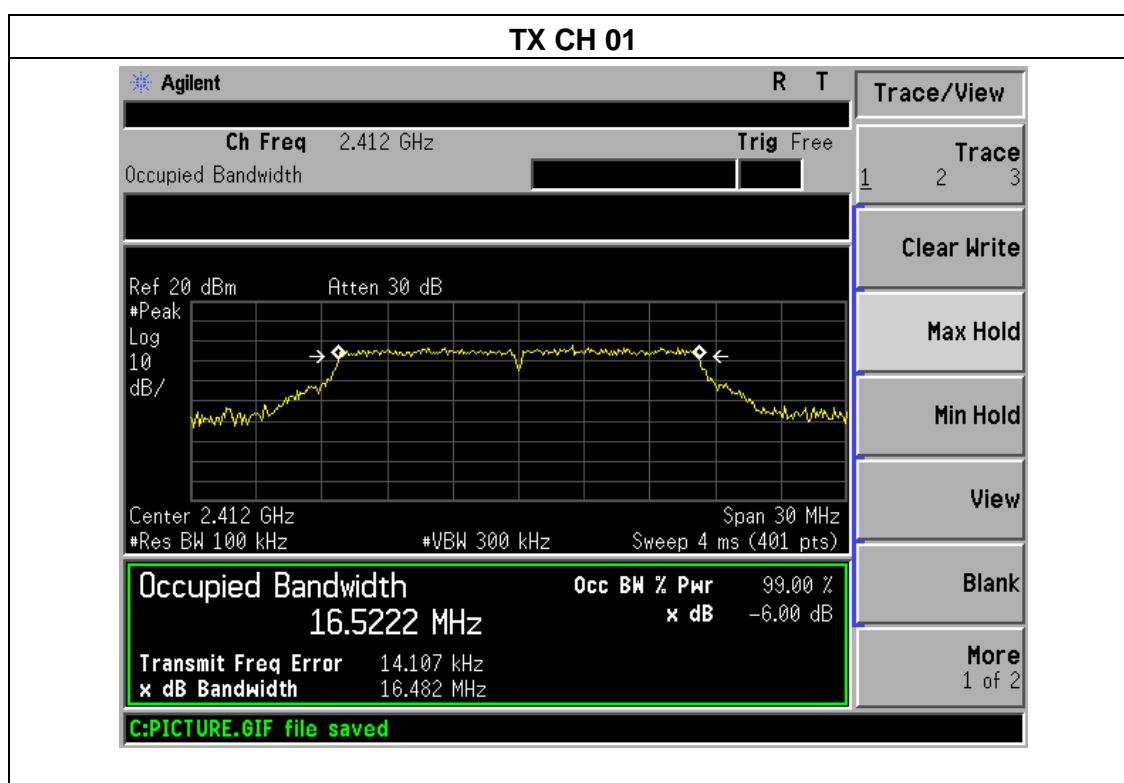 TX CH 01
Agilent R T
Trace/View
Ch Freq 2.412 GHz Trig Free
Occupied Bandwidth
Trace
1 2 3
Clear Write
Max Hold
Min Hold
View
Blank
More
1 of 2
Ref 20 dBm Atten 30 dB
#Peak
Log
10
dB/
Center 2.412 GHz Span 30 MHz
#Res BW 100 kHz #VBW 300 kHz Sweep 4 ms (401 pts)
Occupied Bandwidth Occ BW % Pwr 99.00 %
16.5222 MHz x dB -6.00 dB
Transmit Freq Error 14.107 kHz
x dB Bandwidth 16.482 MHz
C:PICTURE.GIF file saved